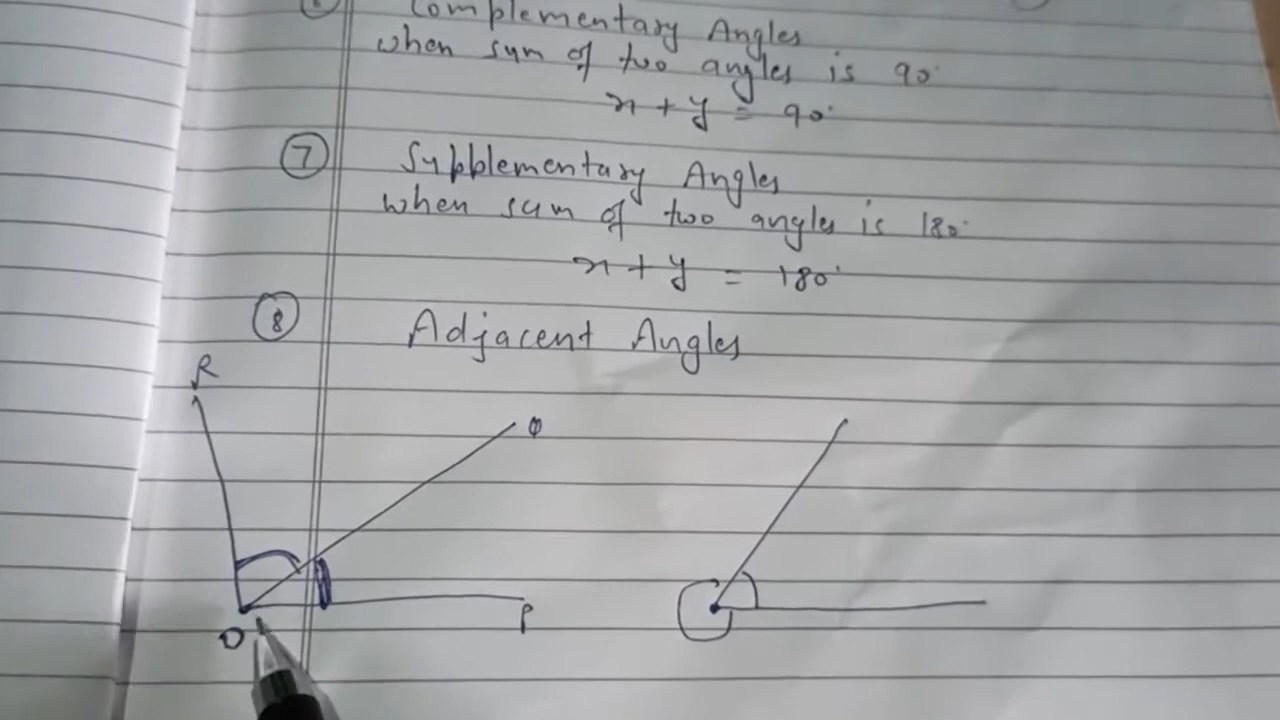 Complementary Angles
when sum of two angles is 90°
x + y = 90°
7 Supplementary Angles
when sum of two angles is 180°
x + y = 180°
8 Adjacent Angles
R
Q
P
O